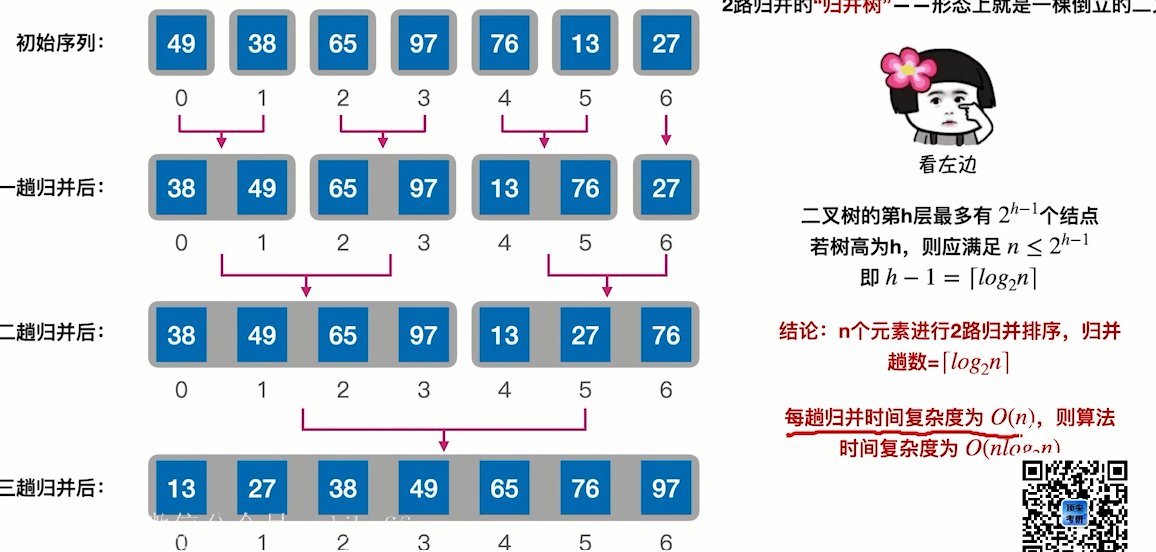 2路归并的“归并树”——形态上就是一棵倒立的二
初始序列：
49 38 65 97 76 13 27
0 1 2 3 4 5 6
一趟归并后：
38 49 65 97 13 76 27
0 1 2 3 4 5 6
二趟归并后：
38 49 65 97 13 27 76
0 1 2 3 4 5 6
三趟归并后：
13 27 38 49 65 76 97
0 1 2 3 4 5 6
看左边
二叉树的第h层最多有 2^{h−1}个结点
若树高为h，则应满足 n ≤ 2^{h−1}
即 h − 1 = ⌈log₂n⌉
结论：n个元素进行2路归并排序，归并
趟数=⌈log₂n⌉
每趟归并时间复杂度为 O(n)，则算法
时间复杂度为 O(nlog₂n)
顶尖
考研